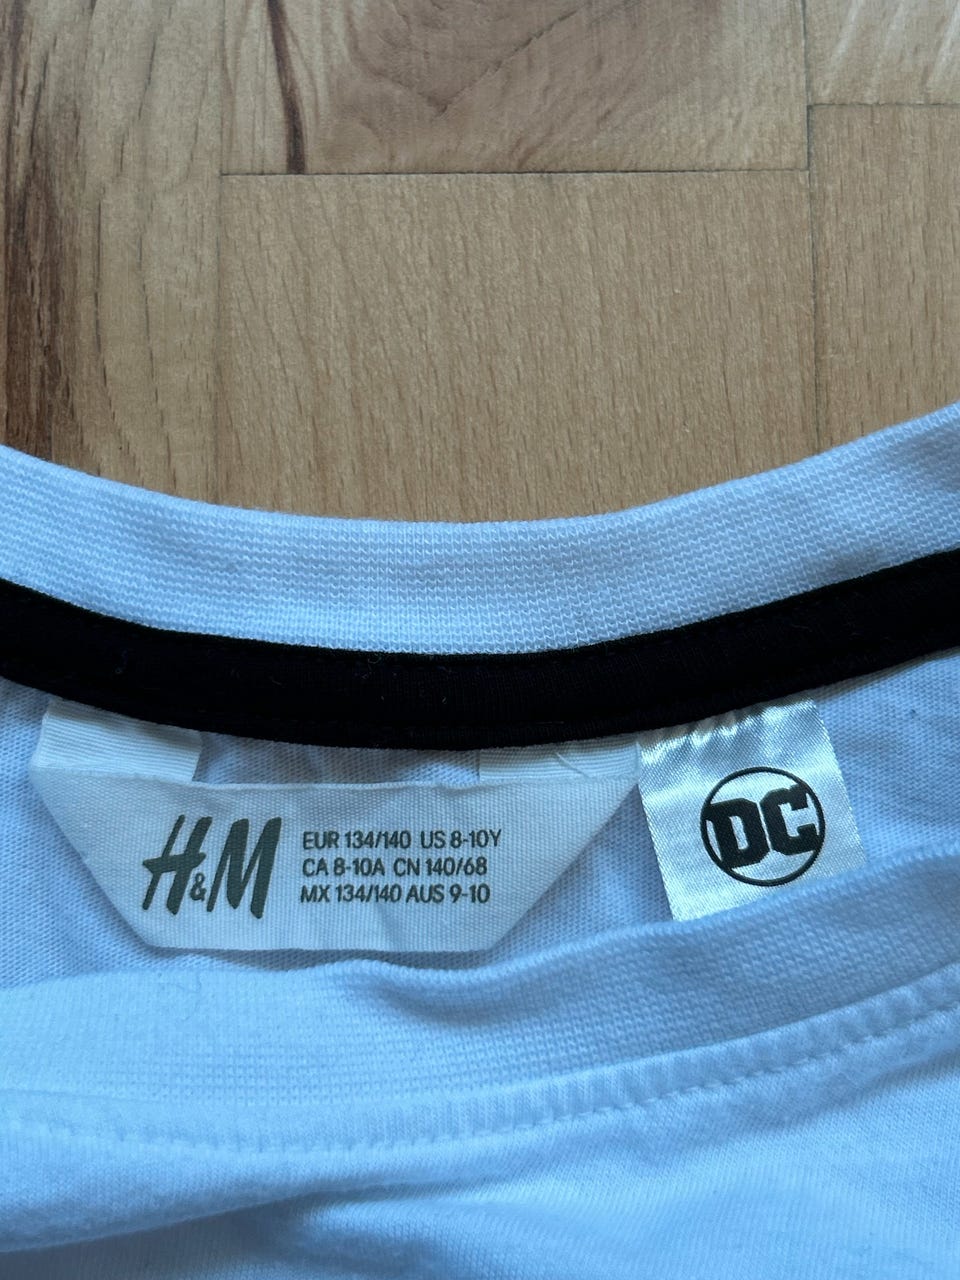 H&M
EUR 134/140 US 8-10Y
CA 8-10A CN 140/68
MX 134/140 AUS 9-10
DC